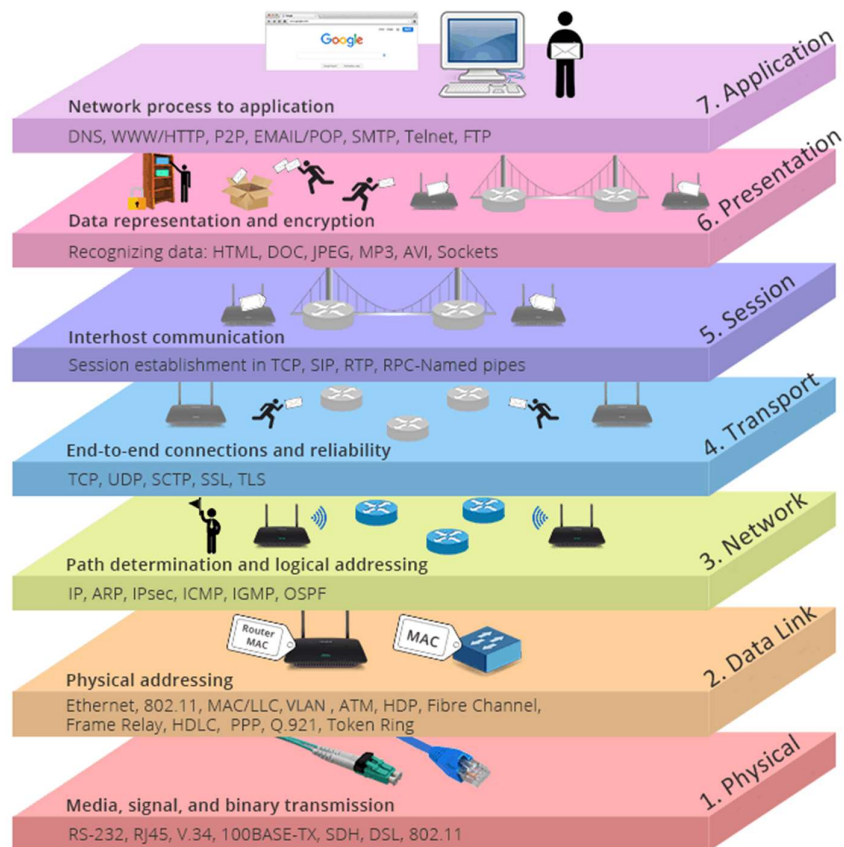 Google
7. Application
Network process to application
DNS, WWW/HTTP, P2P, EMAIL/POP, SMTP, Telnet, FTP
6. Presentation
Data representation and encryption
Recognizing data: HTML, DOC, JPEG, MP3, AVI, Sockets
5. Session
Interhost communication
Session establishment in TCP, SIP, RTP, RPC-Named pipes
4. Transport
End-to-end connections and reliability
TCP, UDP, SCTP, SSL, TLS
3. Network
Path determination and logical addressing
IP, ARP, IPsec, ICMP, IGMP, OSPF
Router
MAC
MAC
2. Data Link
Physical addressing
Ethernet, 802.11, MAC/LLC, VLAN , ATM, HDP, Fibre Channel,
Frame Relay, HDLC, PPP, Q.921, Token Ring
1. Physical
Media, signal, and binary transmission
RS-232, RJ45, V.34, 100BASE-TX, SDH, DSL, 802.11